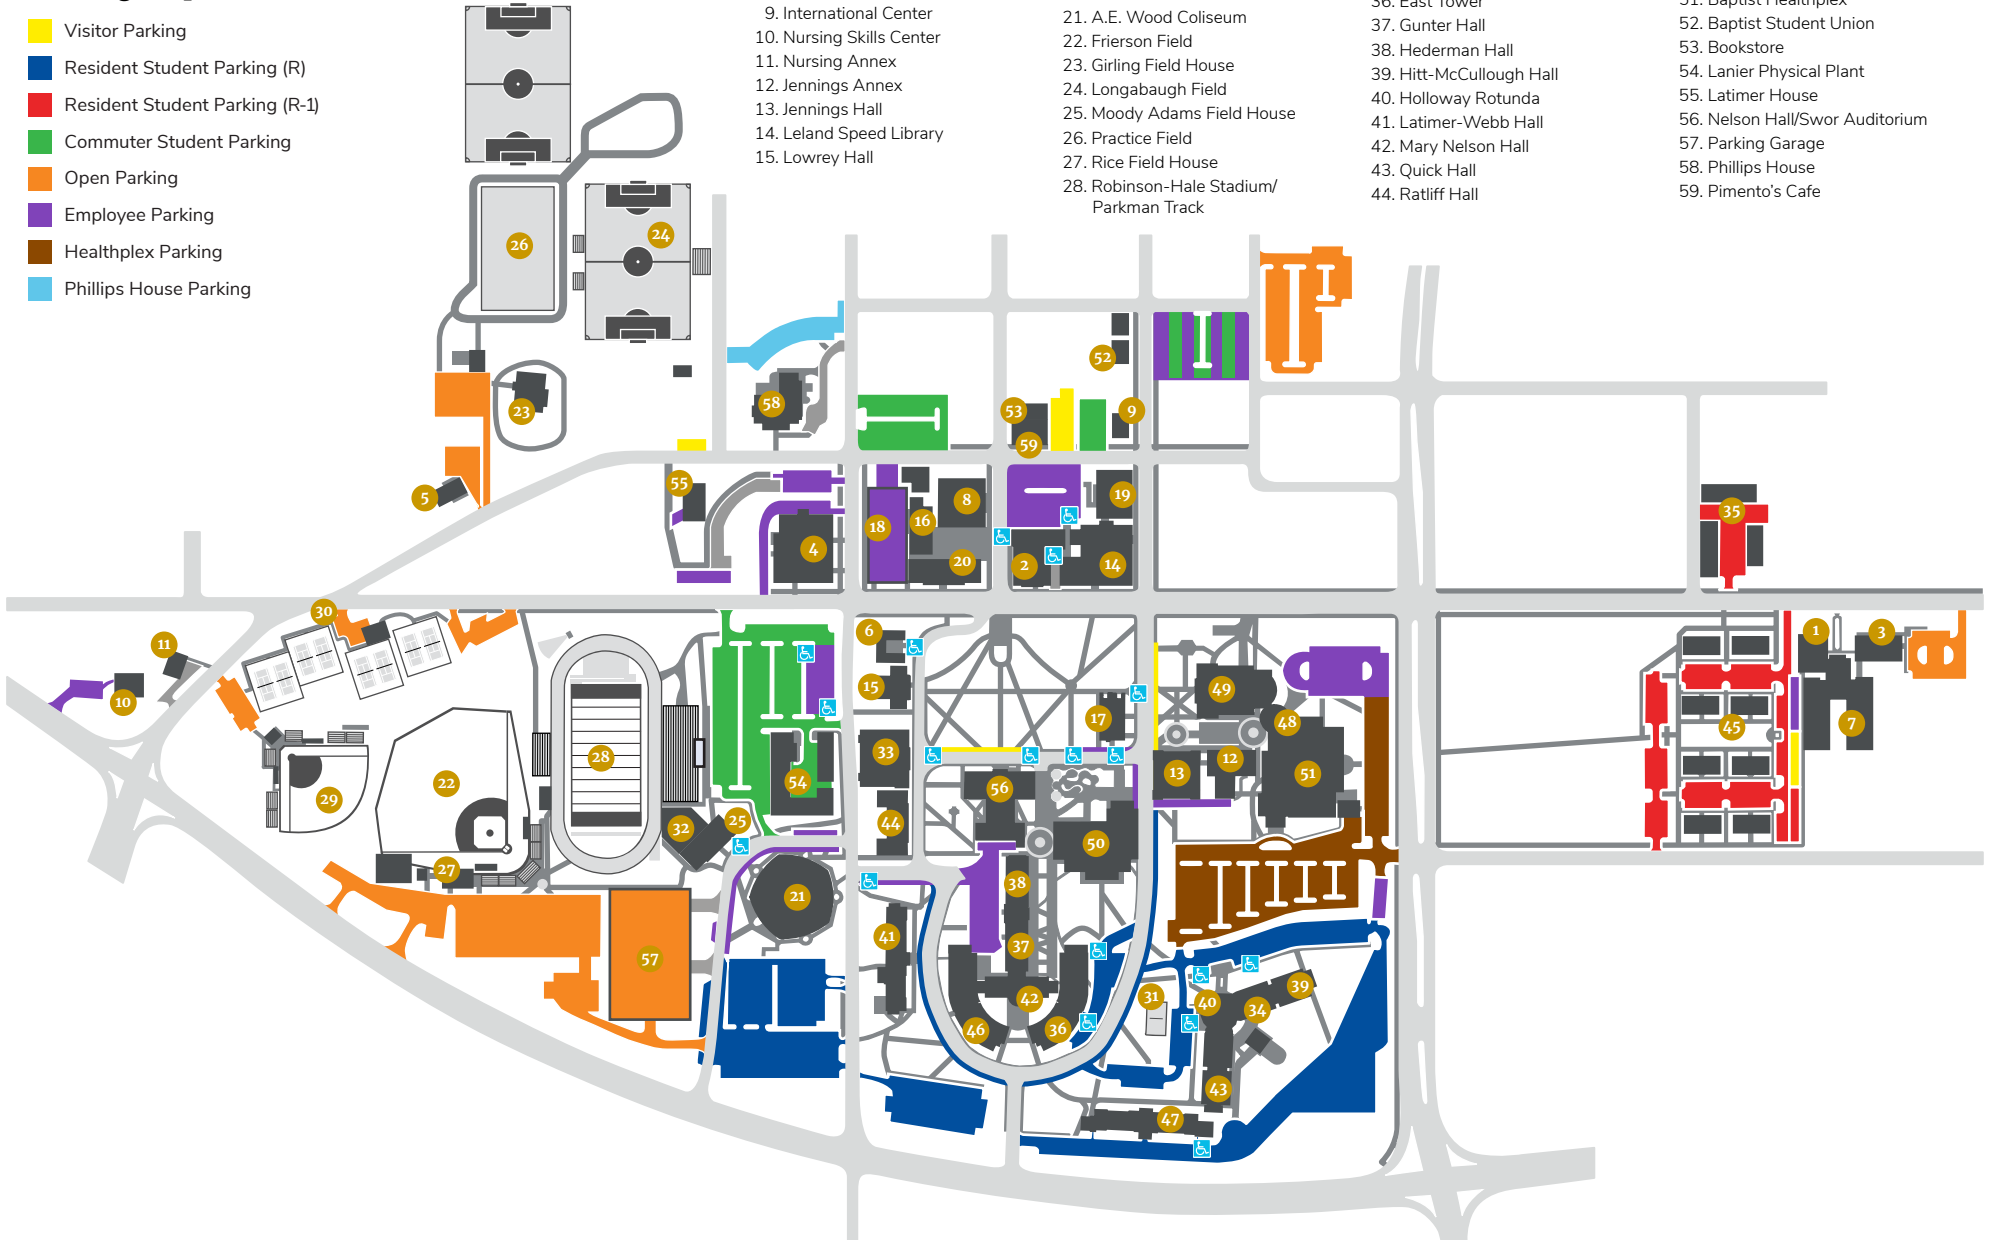 Visitor Parking
Resident Student Parking (R)
Resident Student Parking (R-1)
Commuter Student Parking
Open Parking
Employee Parking
Healthplex Parking
Phillips House Parking
9. International Center
10. Nursing Skills Center
11. Nursing Annex
12. Jennings Annex
13. Jennings Hall
14. Leland Speed Library
15. Lowrey Hall
21. A.E. Wood Coliseum
22. Frierson Field
23. Girling Field House
24. Longabaugh Field
25. Moody Adams Field House
26. Practice Field
27. Rice Field House
28. Robinson-Hale Stadium/
Parkman Track
36. East Tower
37. Gunter Hall
38. Hederman Hall
39. Hitt-McCullough Hall
40. Holloway Rotunda
41. Latimer-Webb Hall
42. Mary Nelson Hall
43. Quick Hall
44. Ratliff Hall
51. Baptist Healthplex
52. Baptist Student Union
53. Bookstore
54. Lanier Physical Plant
55. Latimer House
56. Nelson Hall/Swor Auditorium
57. Parking Garage
58. Phillips House
59. Pimento's Cafe
24
26
52
58
23
53
9
59
55
5
8
19
35
18
16
4
20
2
14
30
11
6
1
3
10
15
49
17
48
7
45
33
28
12
13
51
22
54
56
29
44
25
32
50
27
38
21
41
37
57
39
31
40
42
34
46
36
43
47